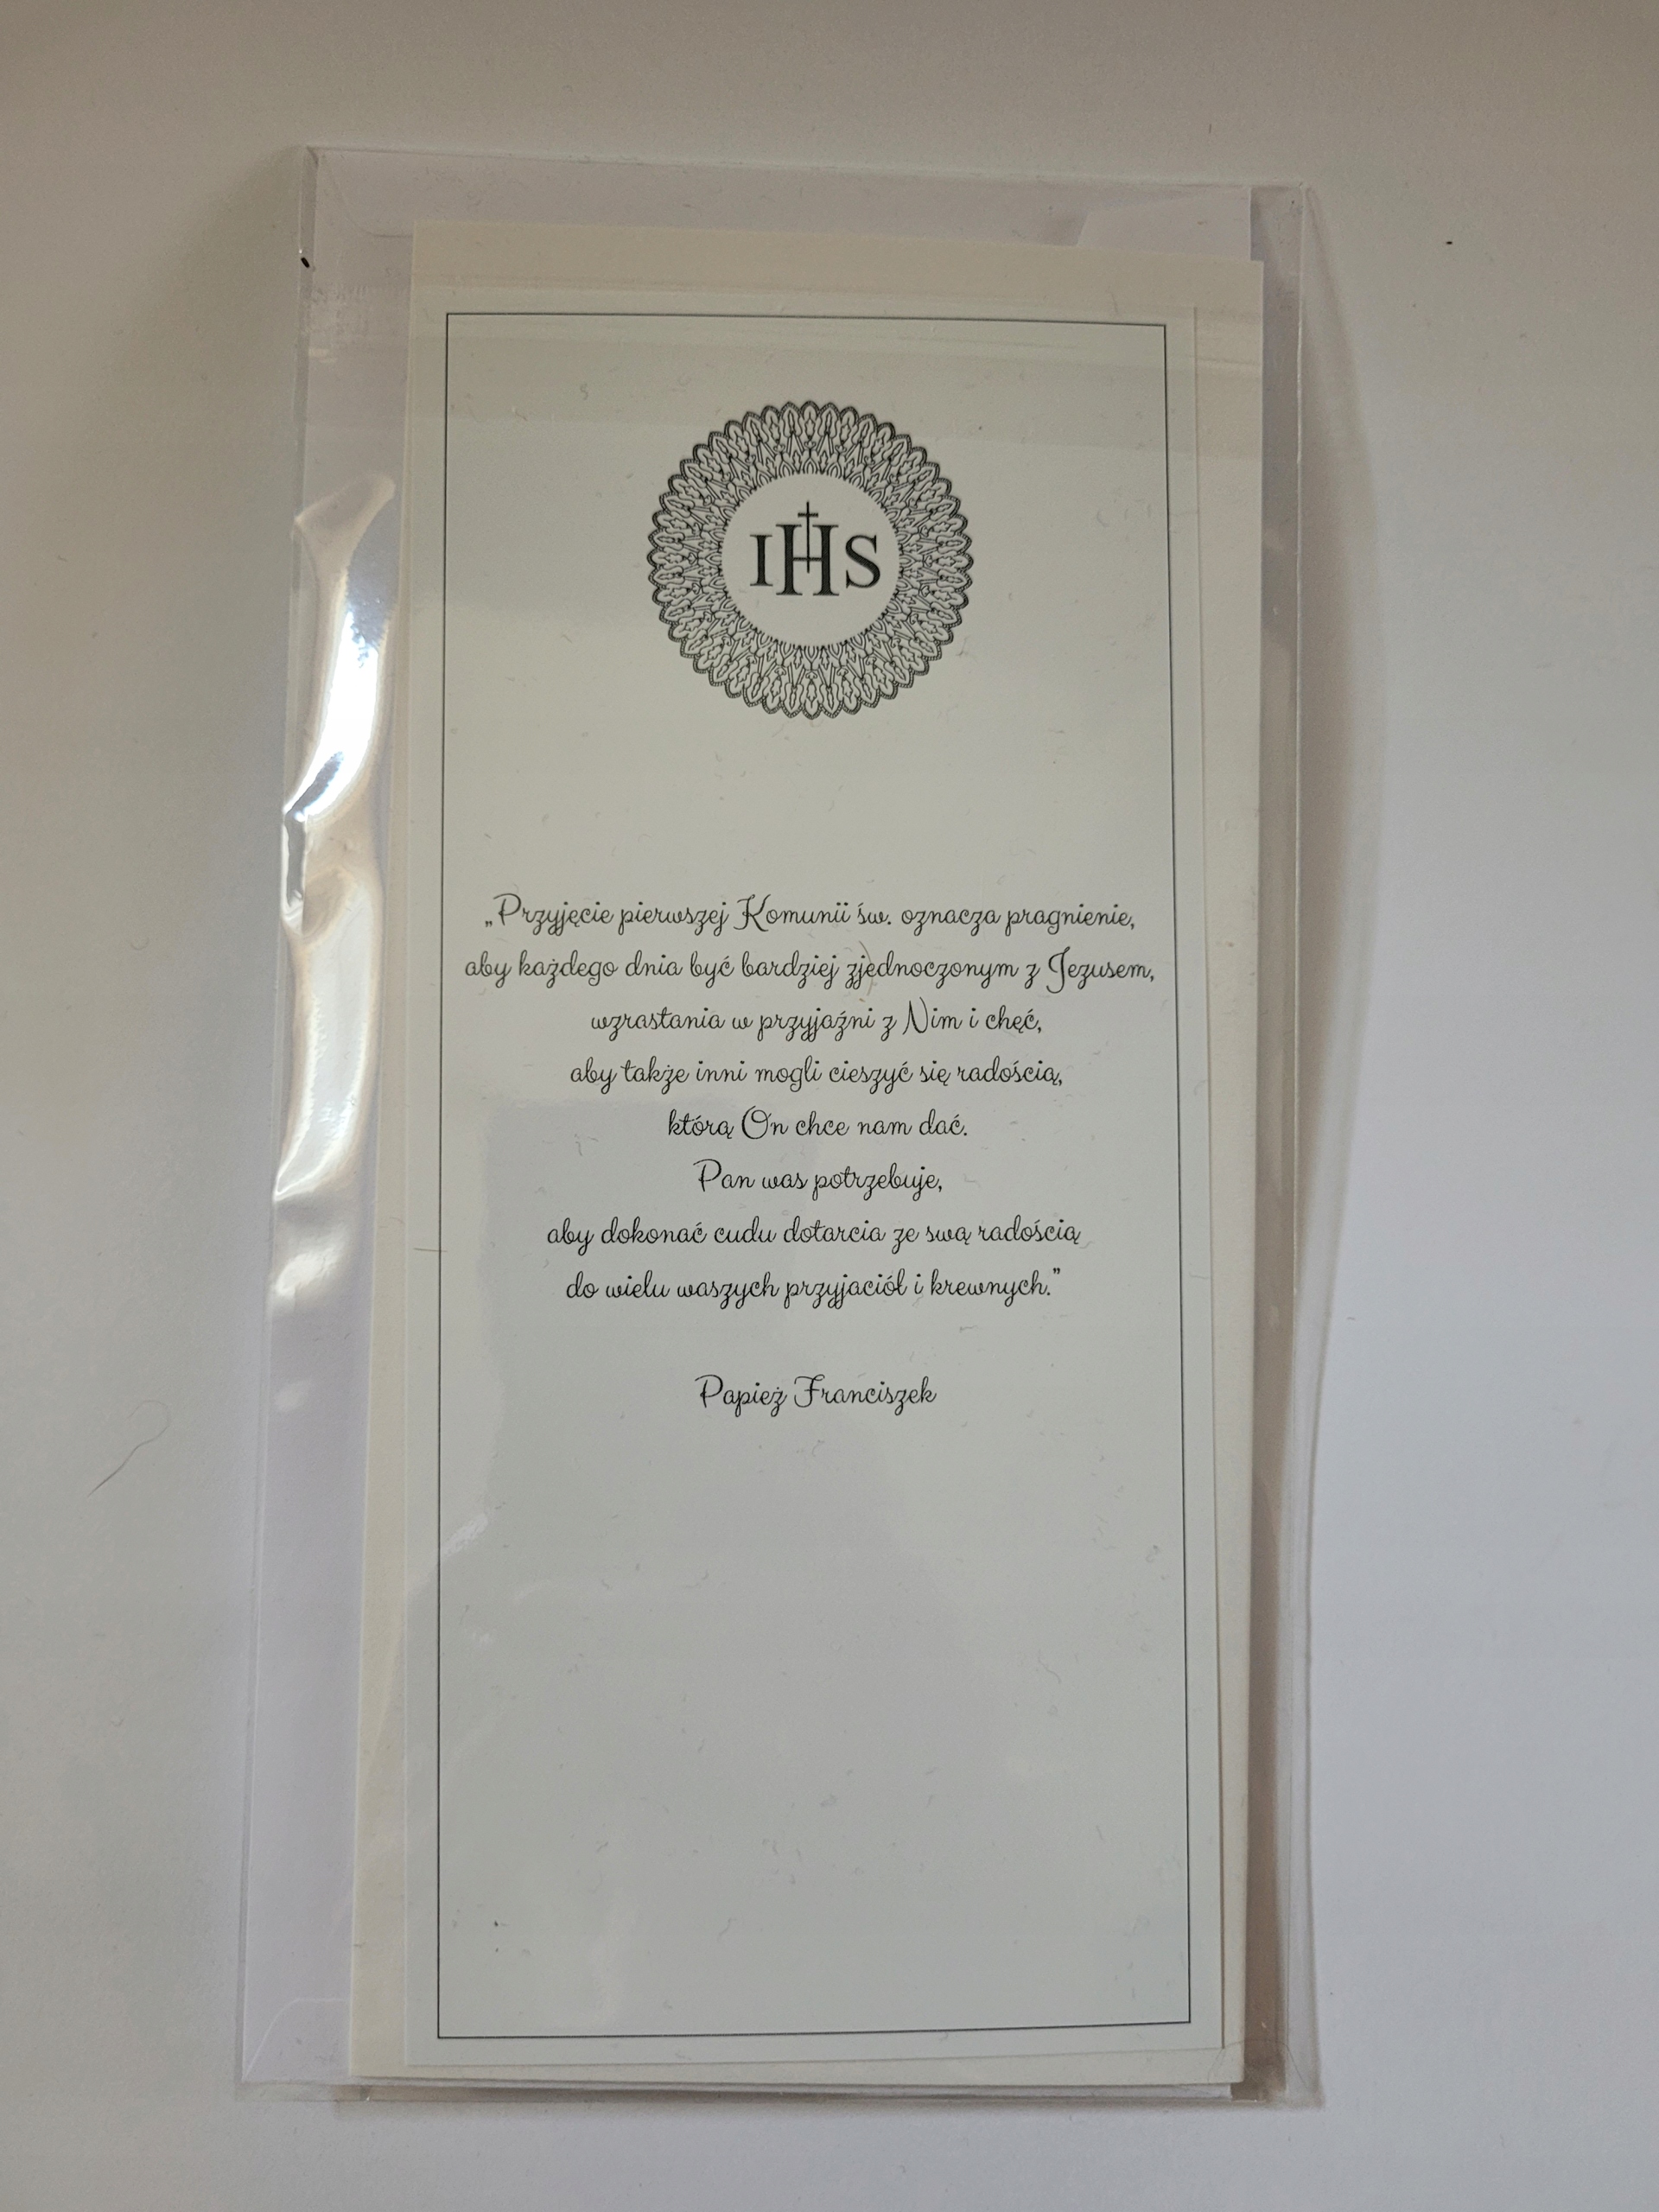 IHS
„Przyjęcie pierwszej Komunii św. oznacza pragnienie,
aby każdego dnia być bardziej zjednoczonym z Jezusem,
wzrastania w przyjaźni z Nim i chęć,
aby także inni mogli cieszyć się radością,
którą On chce nam dać.
Pan was potrzebuje,
aby dokonać cudu dotarcia ze swą radością
do wielu waszych przyjaciół i krewnych.”
Papież Franciszek